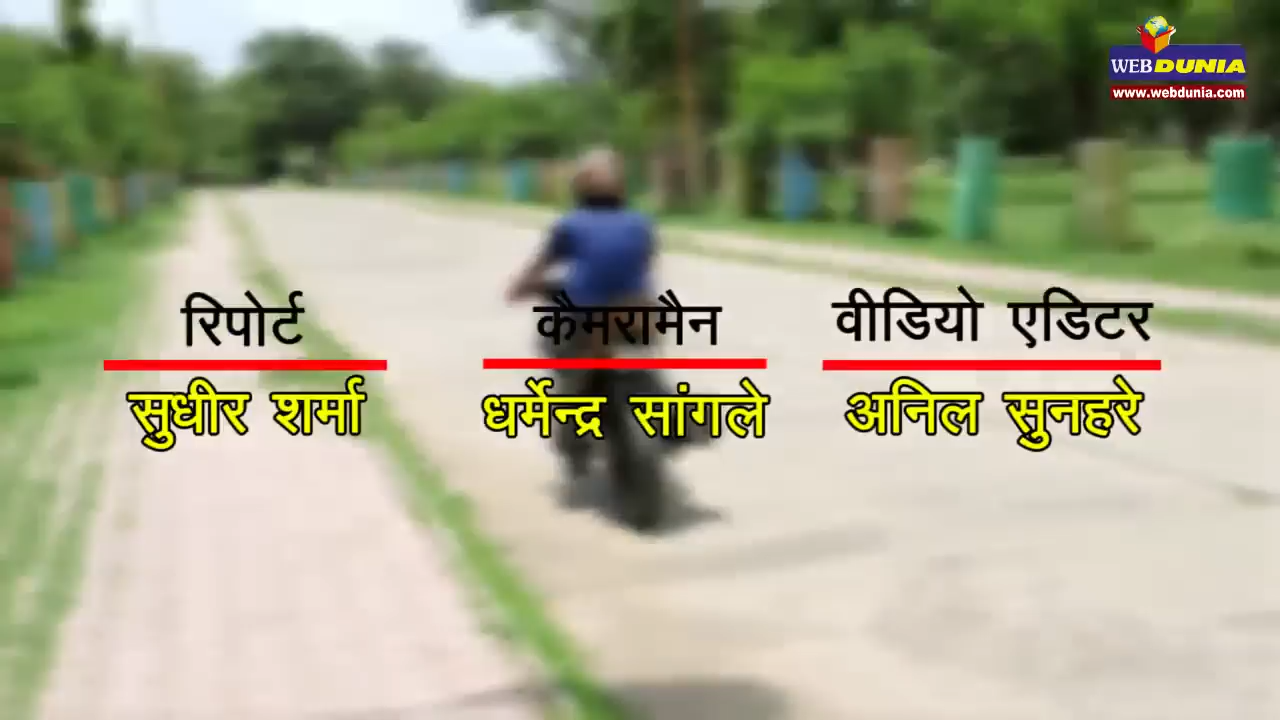 WEBDUNIA
www.webdunia.com
रिपोर्ट
कैमरामैन
वीडियो एडिटर
सुधीर शर्मा
धर्मेन्द्र सांगले
अनिल सुनहरे